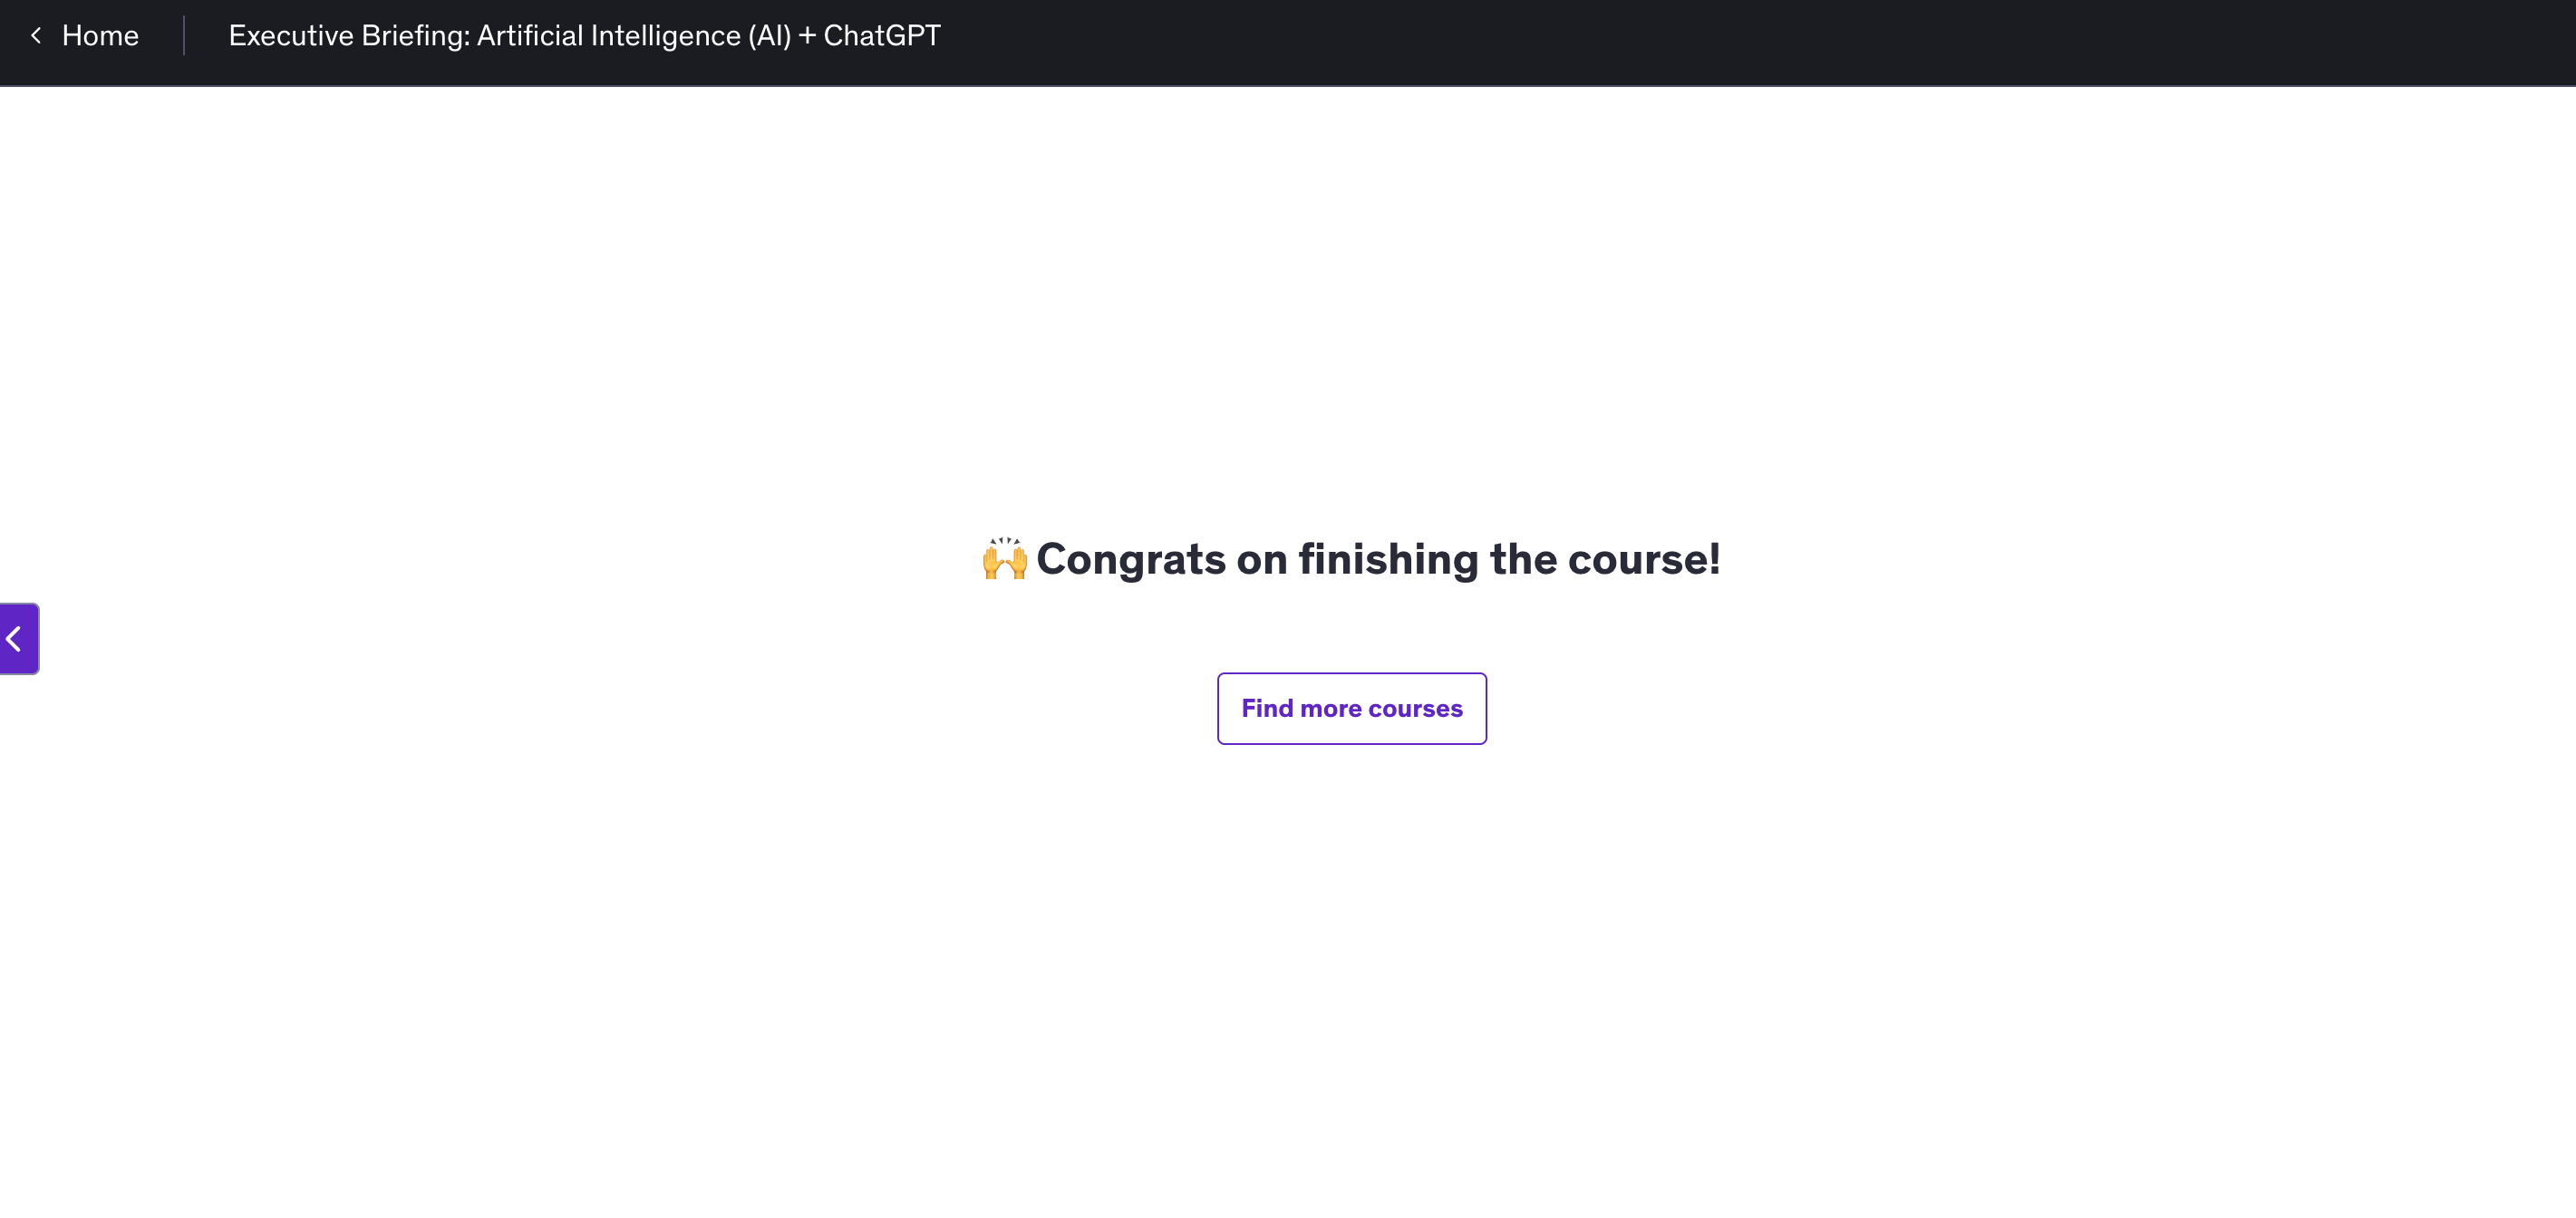 Home
Executive Briefing: Artificial Intelligence (AI) + ChatGPT
🙌 Congrats on finishing the course!
Find more courses